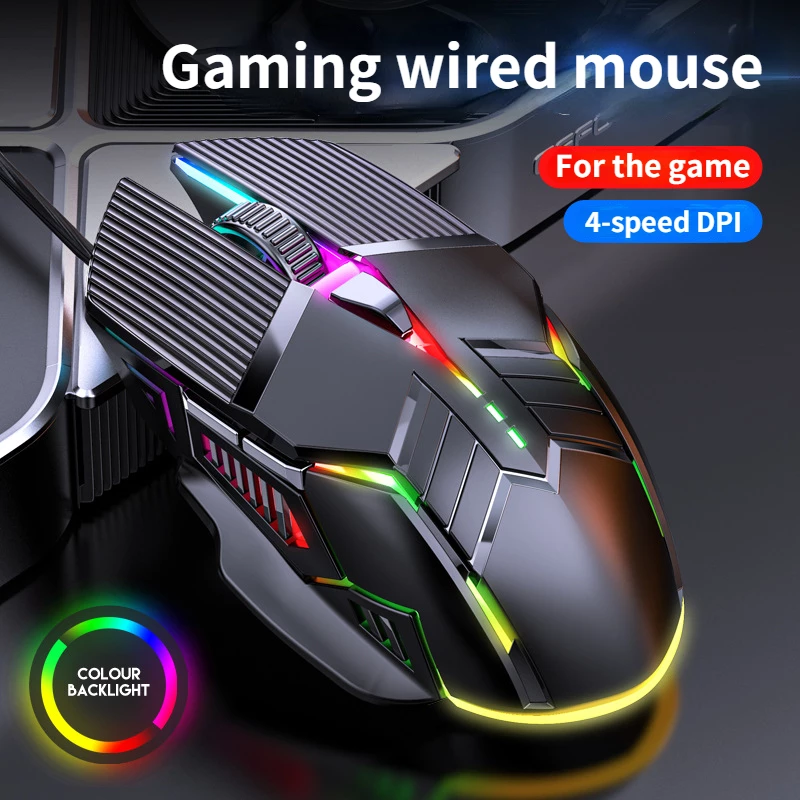 Gaming wired mouse
For the game
4-speed DPI
COLOUR
BACKLIGHT